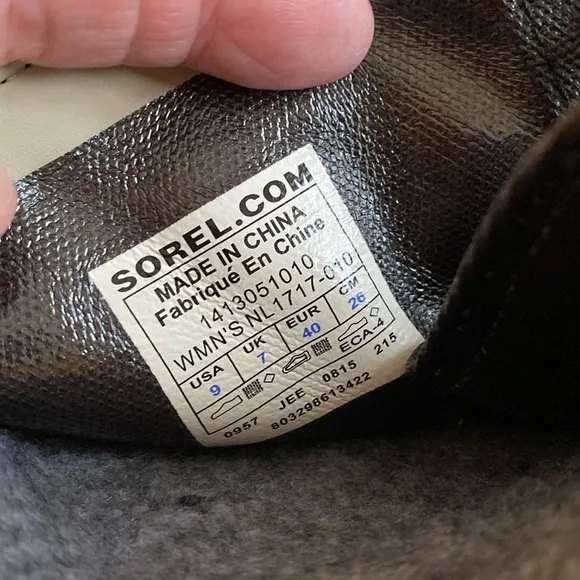 SOREL.COM
MADE IN CHINA
Fabriqué En Chine
1413051010
WMN'S NL1717-010
USA UK EUR CM
9 7 40 26
ECA-4
0957 JEE 0815 215
803298613422